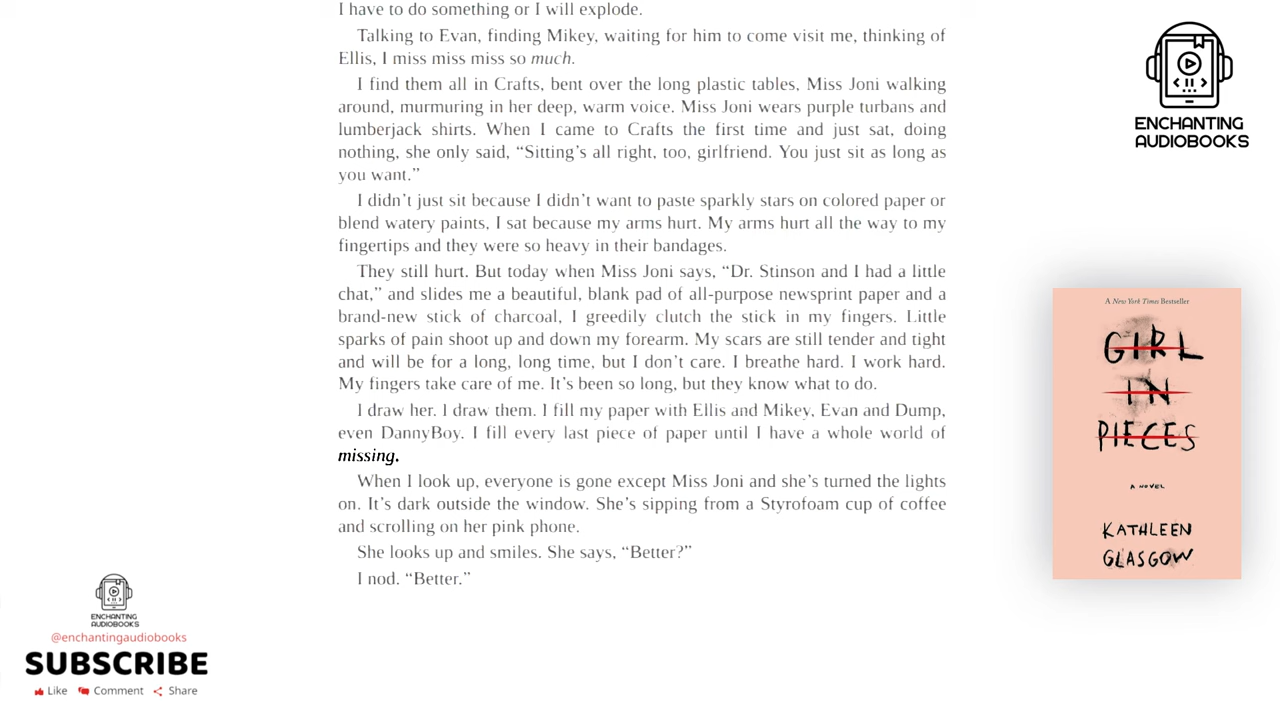 I have to do something or I will explode.
Talking to Evan, finding Mikey, waiting for him to come visit me, thinking of
Ellis, I miss miss miss so much.
I find them all in Crafts, bent over the long plastic tables, Miss Joni walking
around, murmuring in her deep, warm voice. Miss Joni wears purple turbans and
lumberjack shirts. When I came to Crafts the first time and just sat, doing
nothing, she only said, “Sitting’s all right, too, girlfriend. You just sit as long as
you want.”
I didn’t just sit because I didn’t want to paste sparkly stars on colored paper or
blend watery paints, I sat because my arms hurt. My arms hurt all the way to my
fingertips and they were so heavy in their bandages.
They still hurt. But today when Miss Joni says, “Dr. Stinson and I had a little
chat,” and slides me a beautiful, blank pad of all-purpose newsprint paper and a
brand-new stick of charcoal, I greedily clutch the stick in my fingers. Little
sparks of pain shoot up and down my forearm. My scars are still tender and tight
and will be for a long, long time, but I don’t care. I breathe hard. I work hard.
My fingers take care of me. It’s been so long, but they know what to do.
I draw her. I draw them. I fill my paper with Ellis and Mikey, Evan and Dump,
even DannyBoy. I fill every last piece of paper until I have a whole world of
missing.
When I look up, everyone is gone except Miss Joni and she’s turned the lights
on. It’s dark outside the window. She’s sipping from a Styrofoam cup of coffee
and scrolling on her pink phone.
She looks up and smiles. She says, “Better?”
I nod. “Better.”
ENCHANTING
AUDIOBOOKS
A New York Times Bestseller
GIRL
IN
PIECES
A NOVEL
KATHLEEN
GLASGOW
ENCHANTING
AUDIOBOOKS
@enchantingaudiobooks
SUBSCRIBE
Like Comment Share